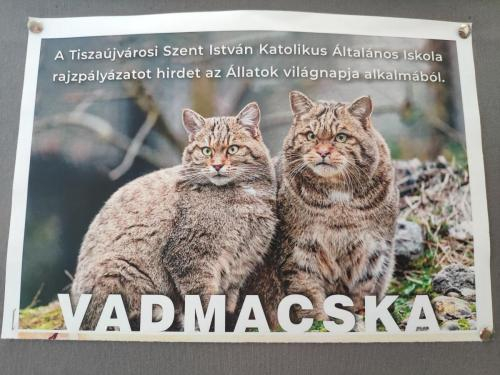 A Tiszaújvárosi Szent István Katolikus Általános Iskola
rajzpályázatot hirdet az Állatok világnapja alkalmából.
VADMACSKA